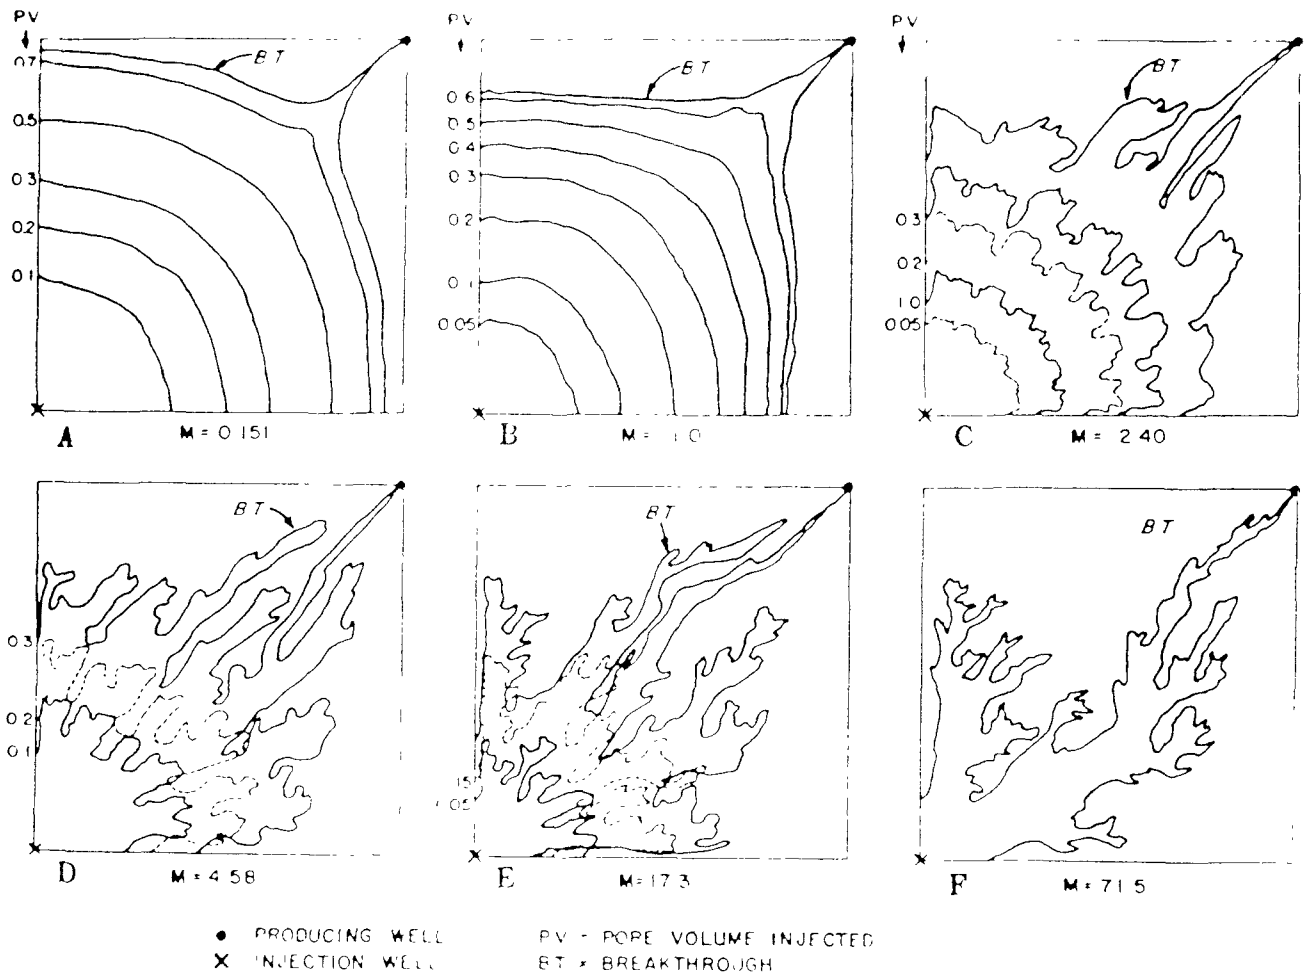 PV
BT
0.7
0.5
0.3
0.2
0.1
A
M = 0.151
PV
BT
0.6
0.5
0.4
0.3
0.2
0.1
0.05
B
M = 1.0
PV
BT
0.3
0.2
1.0
0.05
C
M = 2.40
BT
0.3
0.2
0.1
D
M = 4.58
BT
E
M = 17.3
BT
F
M = 71.5
PRODUCING WELL
INJECTION WELL
PV - PORE VOLUME INJECTED
BT = BREAKTHROUGH